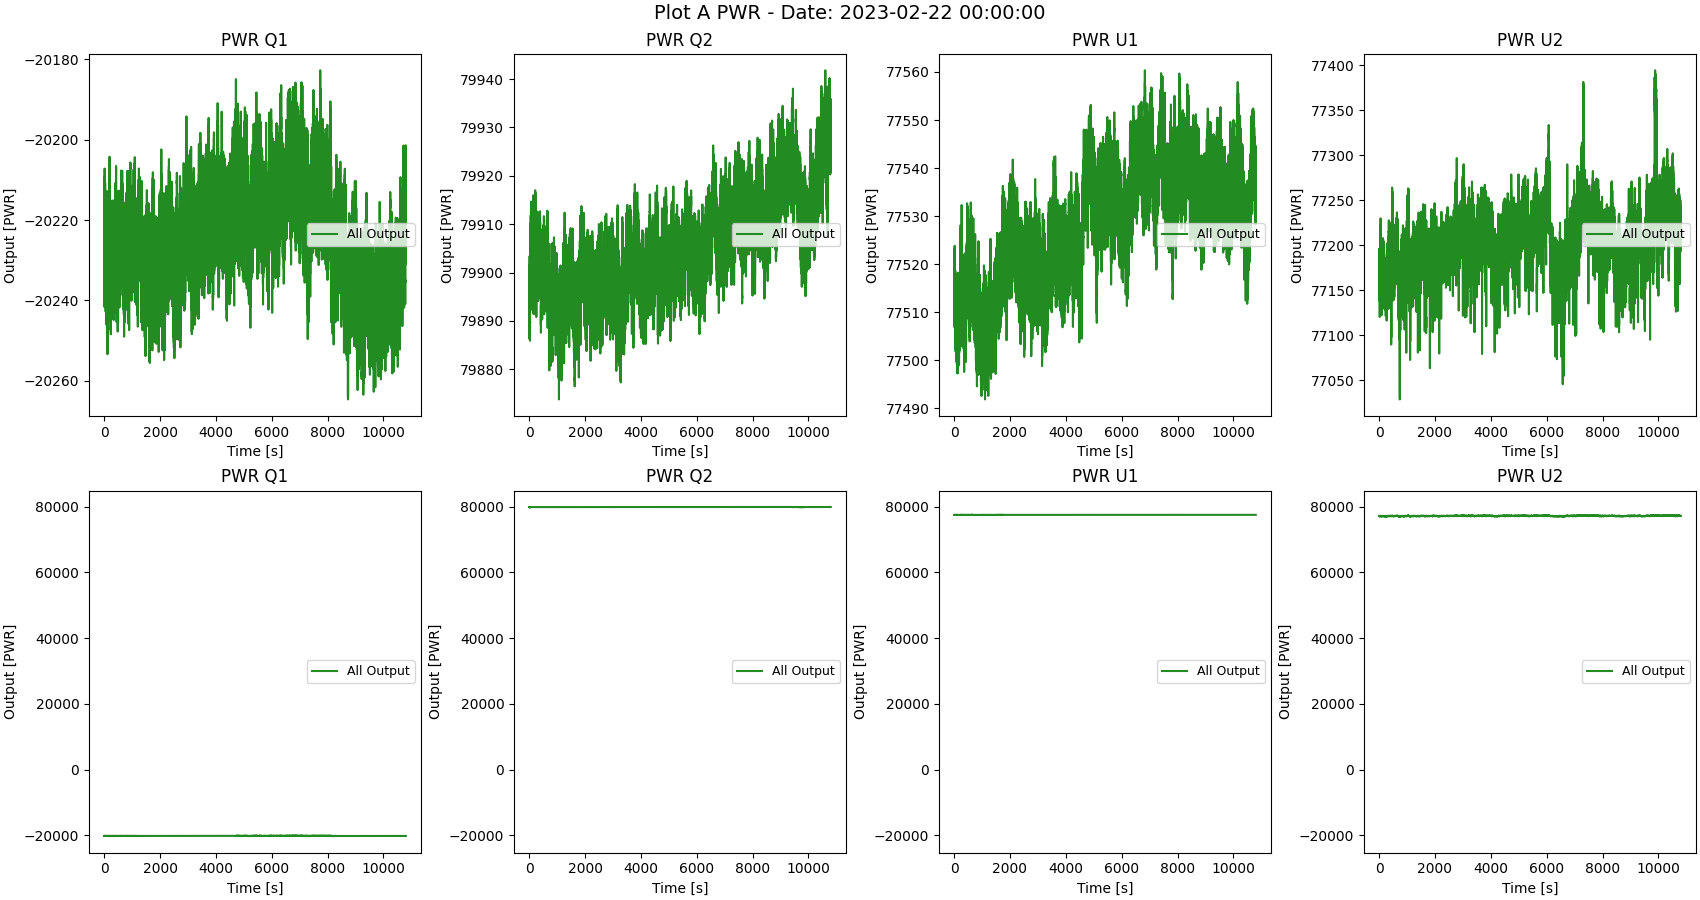 Plot A PWR - Date: 2023-02-22 00:00:00
PWR Q1
Output [PWR]
−20180
−20200
−20220
−20240
−20260
All Output
0 2000 4000 6000 8000 10000
Time [s]
PWR Q2
Output [PWR]
79940
79930
79920
79910
79900
79890
79880
All Output
0 2000 4000 6000 8000 10000
Time [s]
PWR U1
Output [PWR]
77560
77550
77540
77530
77520
77510
77500
77490
All Output
0 2000 4000 6000 8000 10000
Time [s]
PWR U2
Output [PWR]
77400
77350
77300
77250
77200
77150
77100
77050
All Output
0 2000 4000 6000 8000 10000
Time [s]
PWR Q1
Output [PWR]
80000
60000
40000
20000
0
−20000
All Output
0 2000 4000 6000 8000 10000
Time [s]
PWR Q2
Output [PWR]
80000
60000
40000
20000
0
−20000
All Output
0 2000 4000 6000 8000 10000
Time [s]
PWR U1
Output [PWR]
80000
60000
40000
20000
0
−20000
All Output
0 2000 4000 6000 8000 10000
Time [s]
PWR U2
Output [PWR]
80000
60000
40000
20000
0
−20000
All Output
0 2000 4000 6000 8000 10000
Time [s]